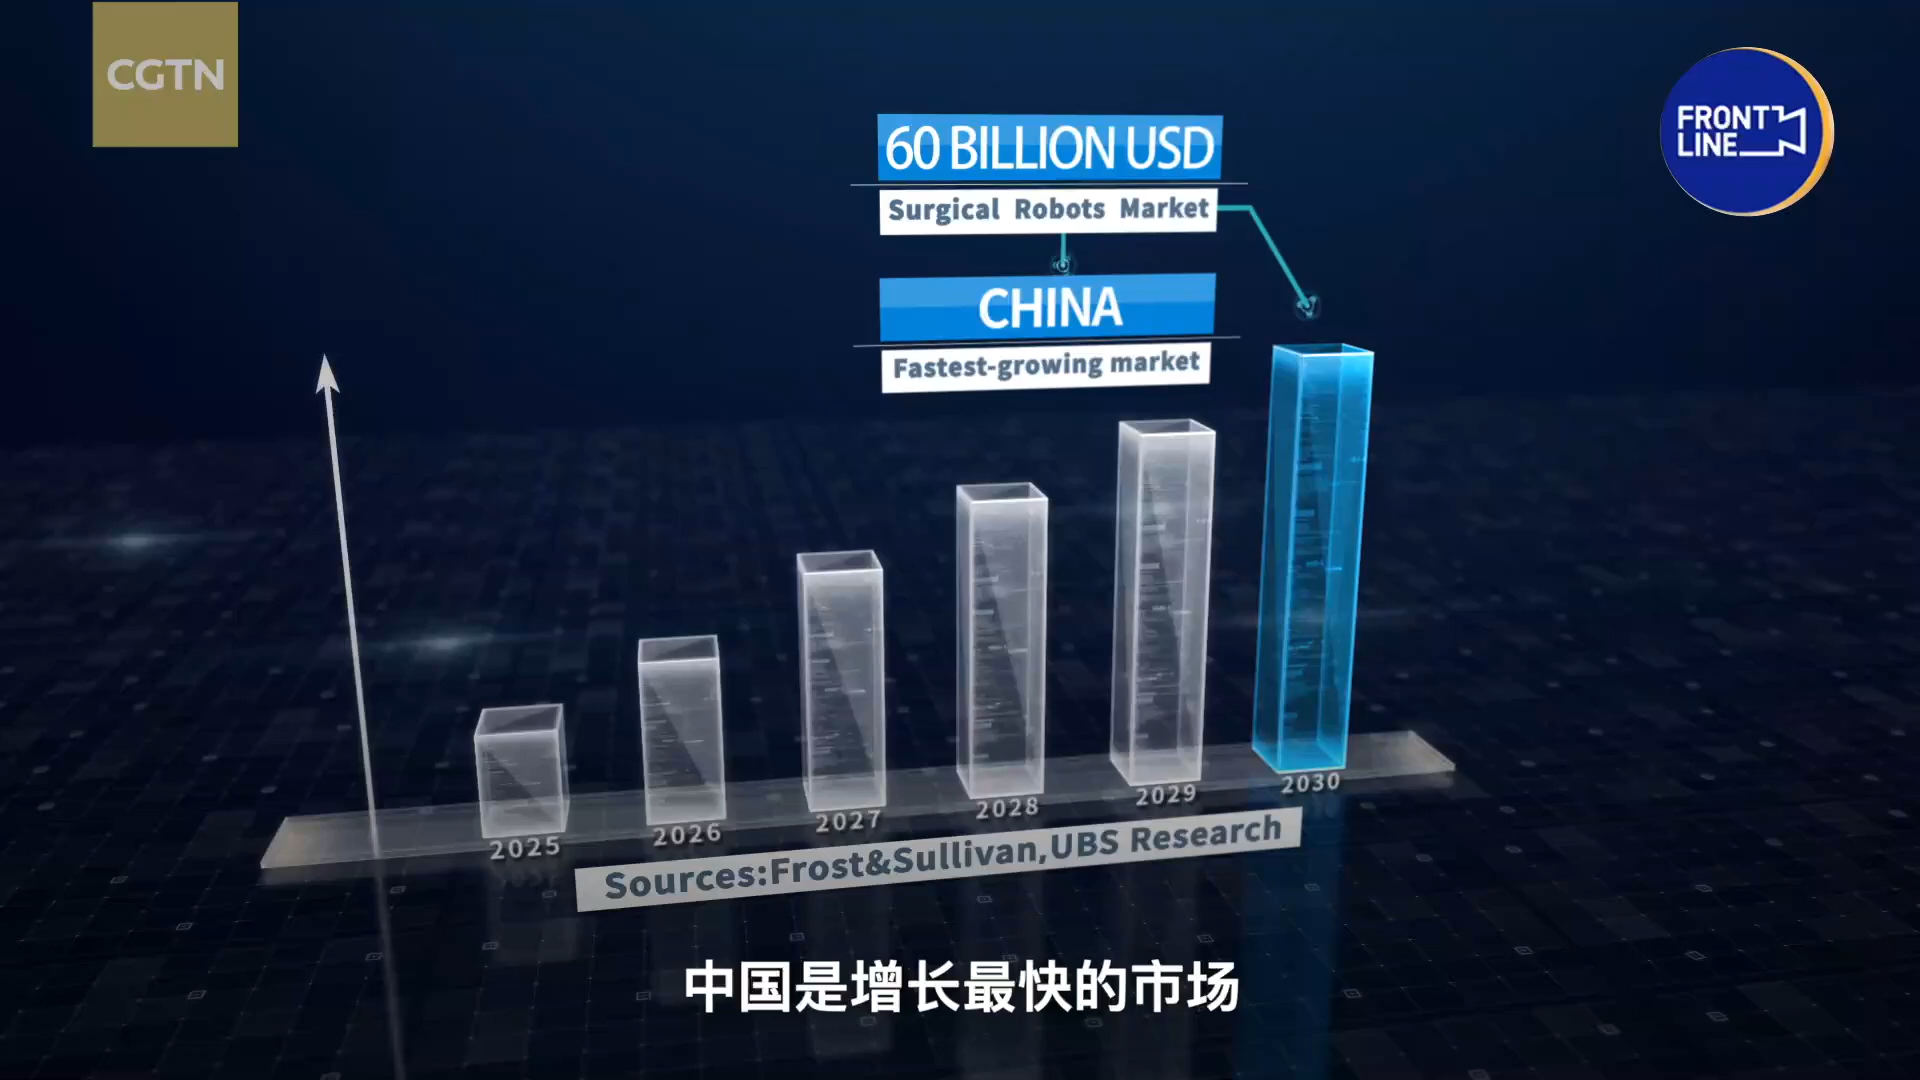 CGTN
FRONT
LINE
60 BILLION USD
Surgical Robots Market
CHINA
Fastest-growing market
2025
2026
2027
2028
2029
2030
Sources:Frost&Sullivan,UBS Research
中国是增长最快的市场